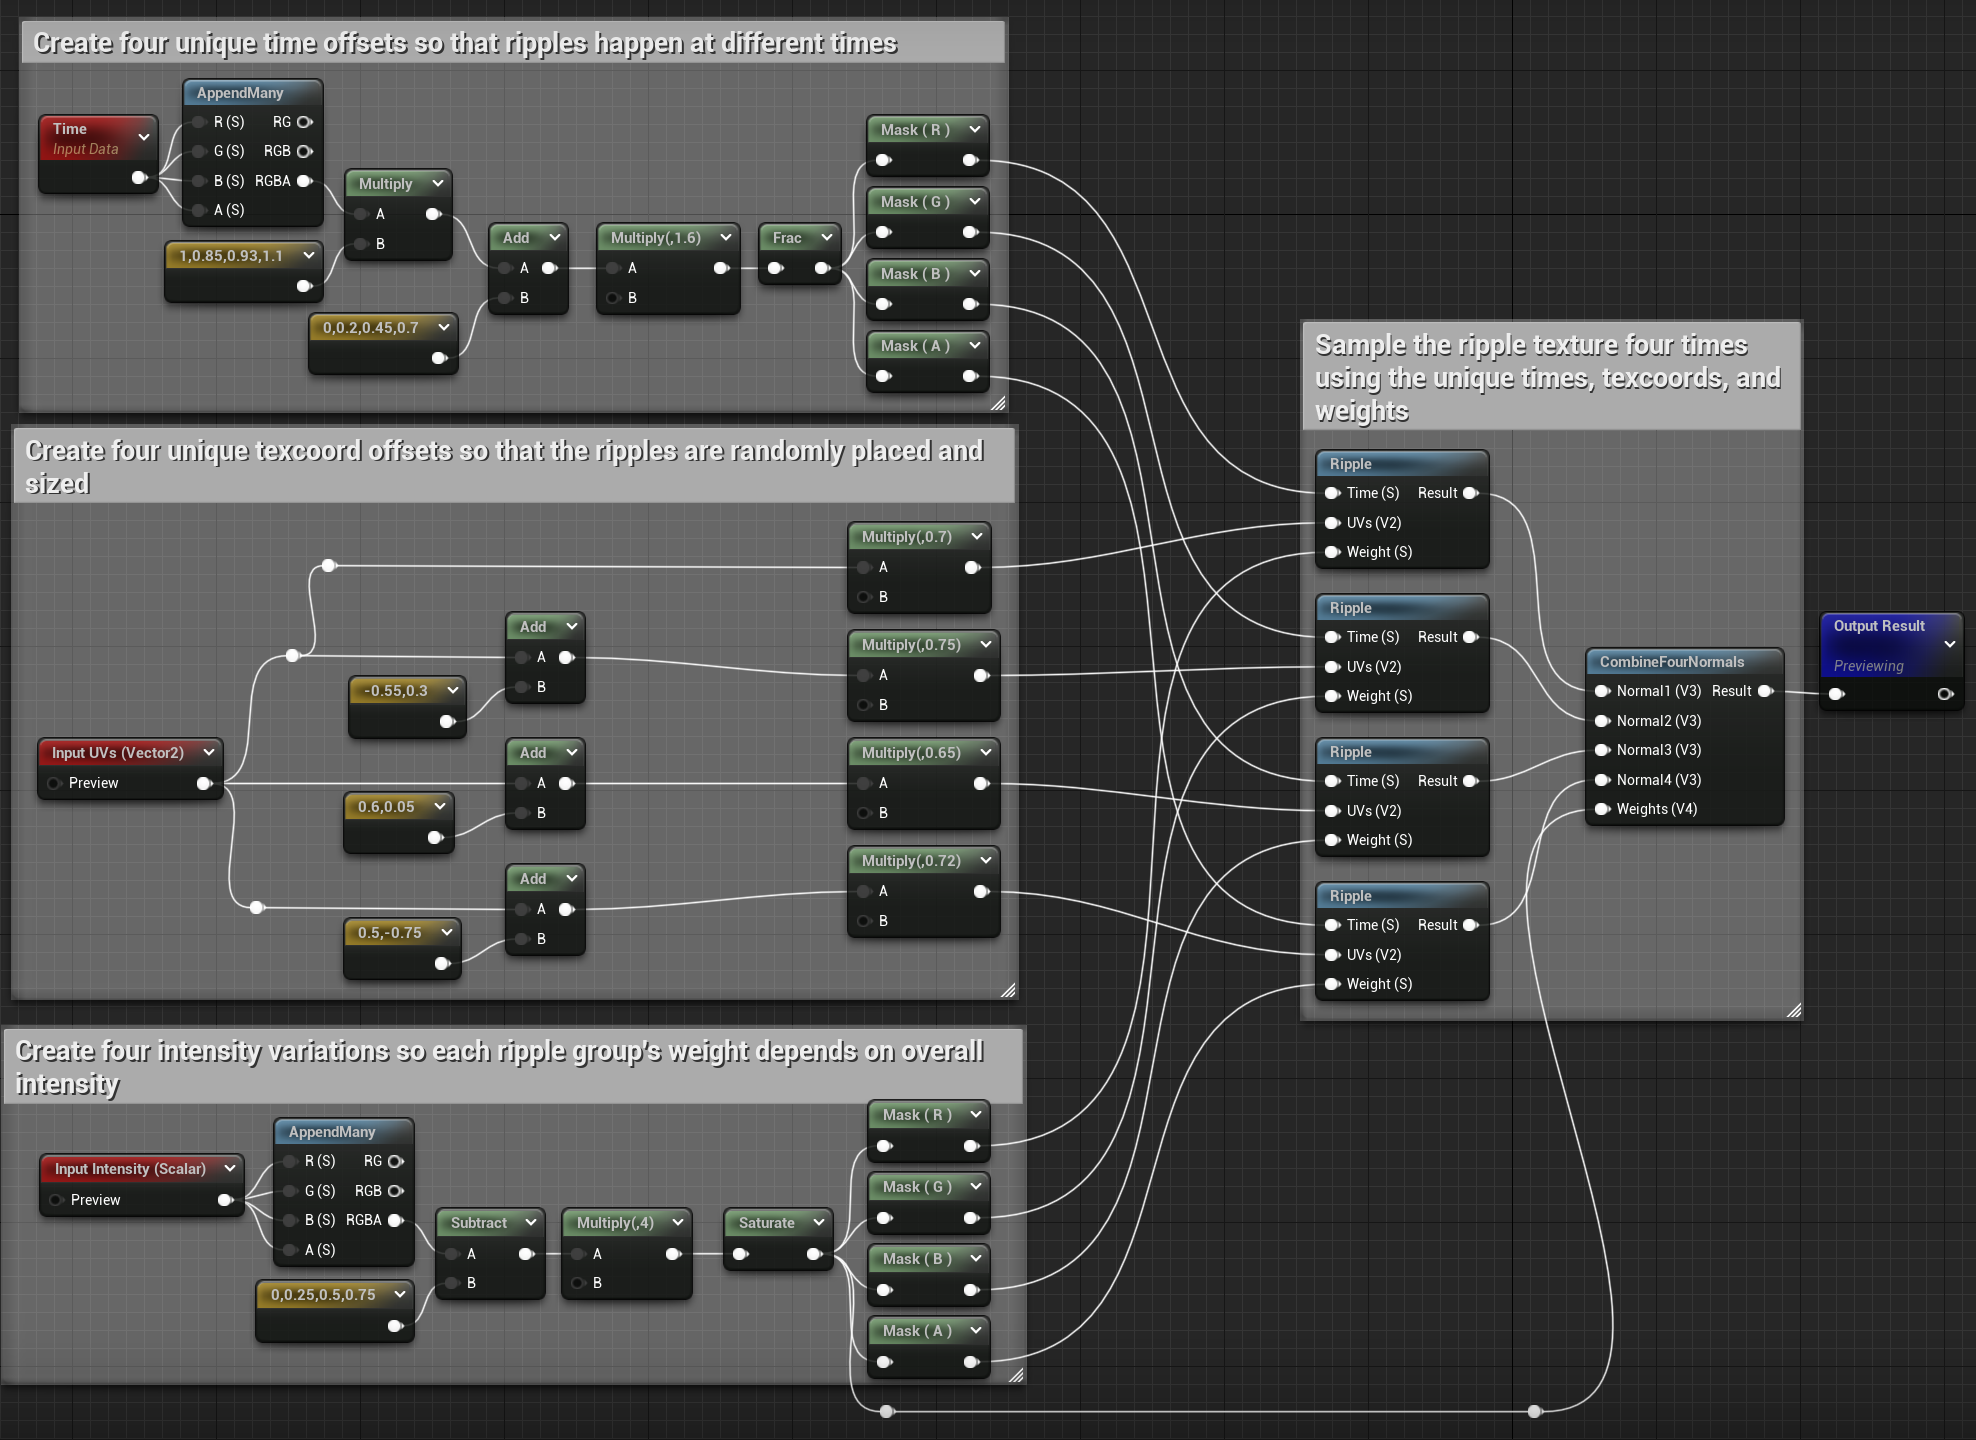 Create four unique time offsets so that ripples happen at different times
AppendMany
Time
Input Data
R (S) RG
G (S) RGB
B (S) RGBA
A (S)
1,0.85,0.93,1.1
Multiply
A
B
0,0.2,0.45,0.7
Add
A
B
Multiply(,1.6)
A
B
Frac
Mask ( R )
Mask ( G )
Mask ( B )
Mask ( A )
Create four unique texcoord offsets so that the ripples are randomly placed and
sized
Input UVs (Vector2)
Preview
Add
A
B
-0.55,0.3
Add
A
B
0.6,0.05
Add
A
B
0.5,-0.75
Multiply(,0.7)
A
B
Multiply(,0.75)
A
B
Multiply(,0.65)
A
B
Multiply(,0.72)
A
B
Create four intensity variations so each ripple group's weight depends on overall
intensity
Input Intensity (Scalar)
Preview
AppendMany
R (S) RG
G (S) RGB
B (S) RGBA
A (S)
0,0.25,0.5,0.75
Subtract
A
B
Multiply(,4)
A
B
Saturate
Mask ( R )
Mask ( G )
Mask ( B )
Mask ( A )
Sample the ripple texture four times
using the unique times, texcoords, and
weights
Ripple
Time (S) Result
UVs (V2)
Weight (S)
Ripple
Time (S) Result
UVs (V2)
Weight (S)
Ripple
Time (S) Result
UVs (V2)
Weight (S)
Ripple
Time (S) Result
UVs (V2)
Weight (S)
CombineFourNormals
Normal1 (V3) Result
Normal2 (V3)
Normal3 (V3)
Normal4 (V3)
Weights (V4)
Output Result
Previewing